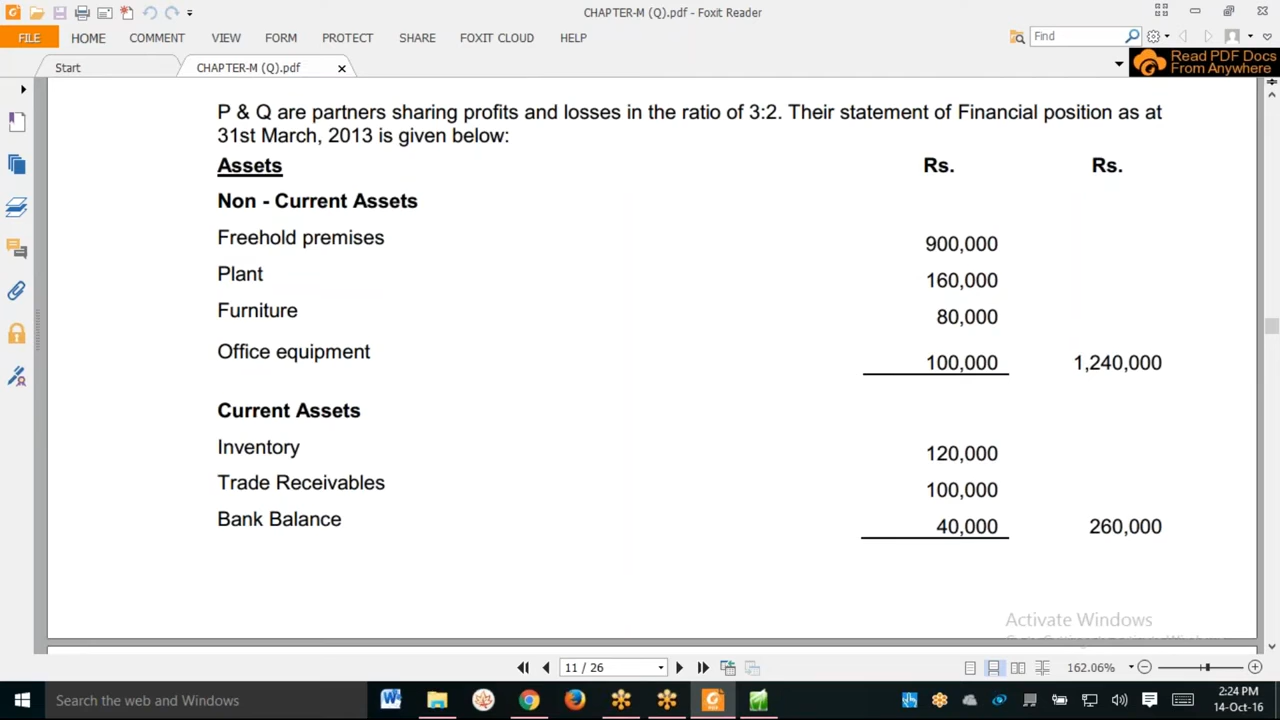 CHAPTER-M (Q).pdf - Foxit Reader
FILE HOME COMMENT VIEW FORM PROTECT SHARE FOXIT CLOUD HELP
Find
Start
CHAPTER-M (Q).pdf
Read PDF Docs
From Anywhere
P & Q are partners sharing profits and losses in the ratio of 3:2. Their statement of Financial position as at
31st March, 2013 is given below:
Assets Rs. Rs.
Non - Current Assets
Freehold premises 900,000
Plant 160,000
Furniture 80,000
Office equipment 100,000 1,240,000
Current Assets
Inventory 120,000
Trade Receivables 100,000
Bank Balance 40,000 260,000
Activate Windows
11 / 26
162.06%
Search the web and Windows
2:24 PM
14-Oct-16